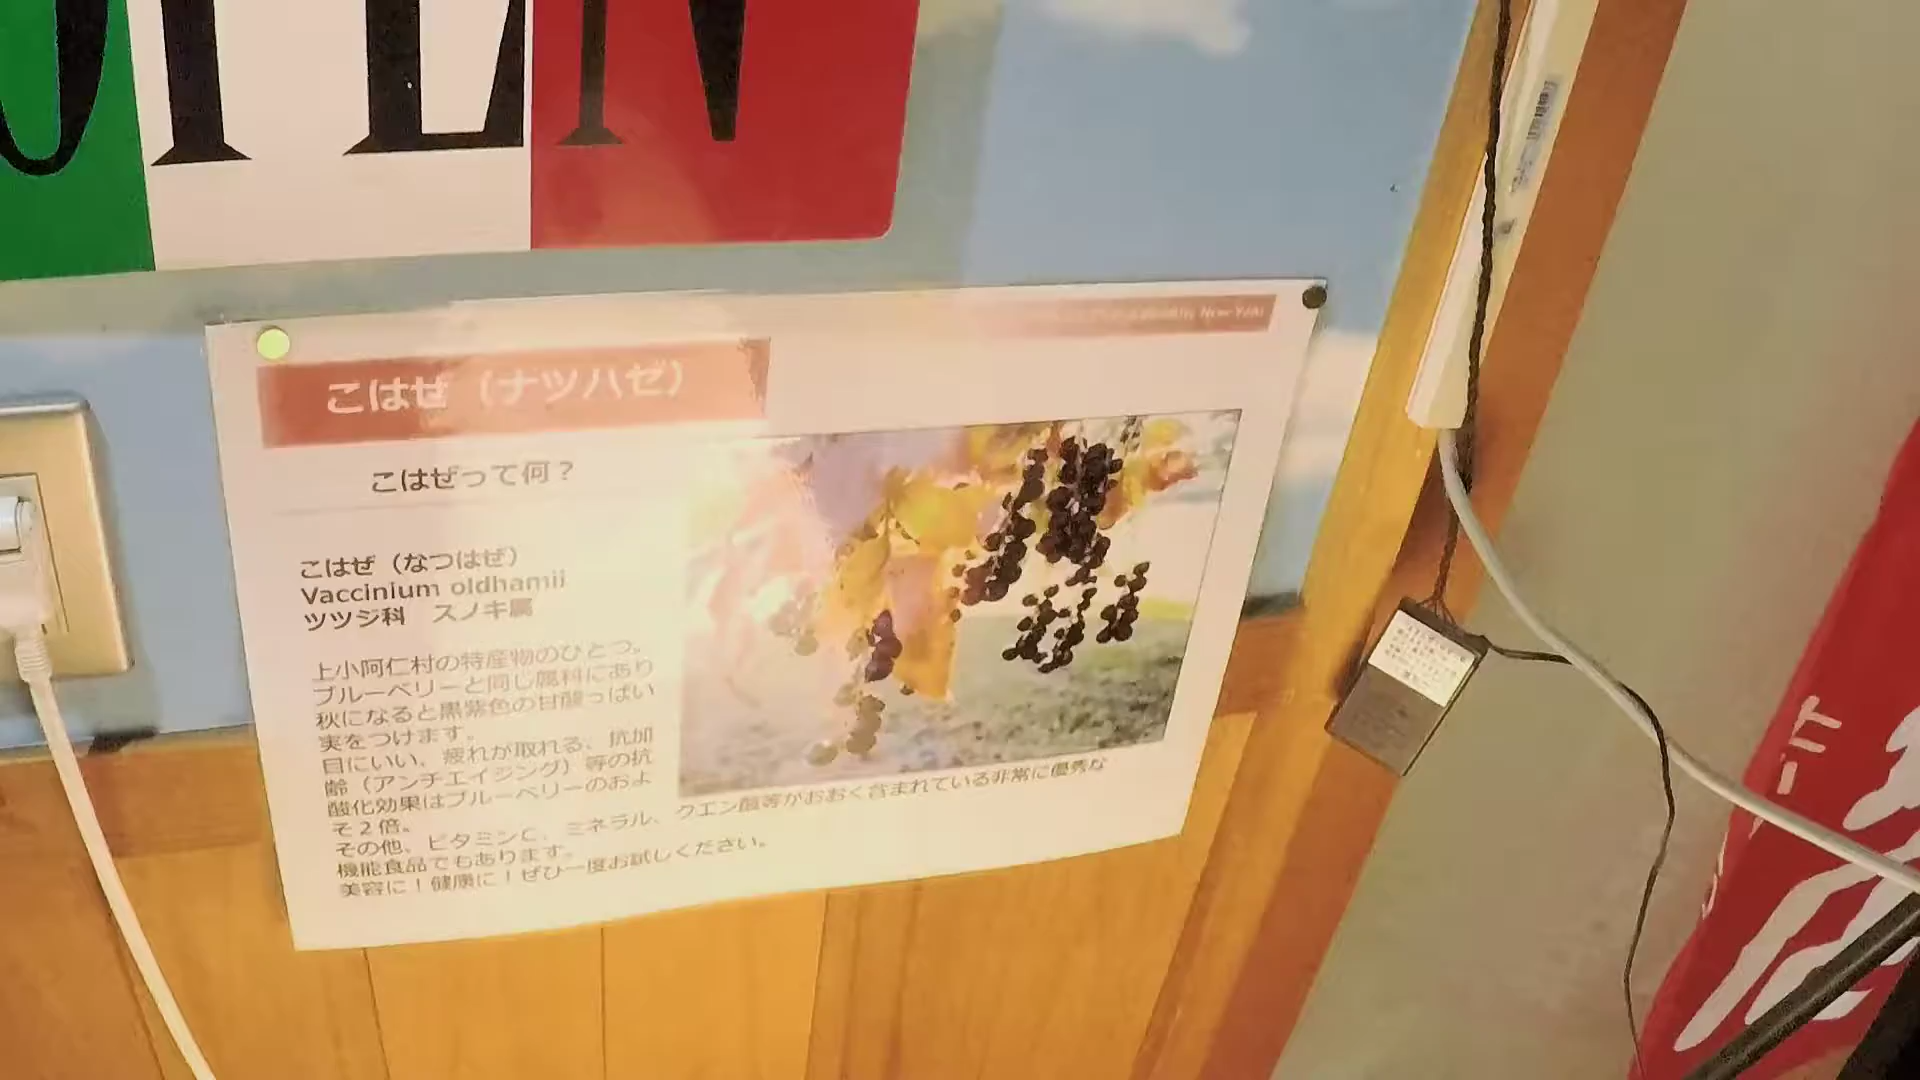 OPEN
New York
こはぜ（ナツハゼ）
こはぜって何？
こはぜ（なつはぜ）
Vaccinium oldhamii
ツツジ科　スノキ属
上小阿仁村の特産物のひとつ。
ブルーベリーと同じ属科にあり
秋になると黒紫色の甘酸っぱい
実をつけます。
目にいい、疲れが取れる、抗加
齢（アンチエイジング）等の抗
酸化効果はブルーベリーのおよ
そ２倍。
その他、ビタミンC、ミネラル、クエン酸等がおおく含まれている非常に優秀な
機能食品でもあります。
美容に！健康に！ぜひ一度お試しください。